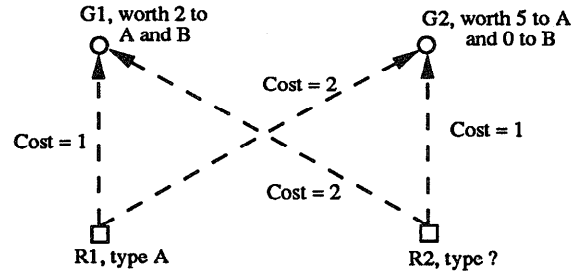 G1, worth 2 to
A and B
G2, worth 5 to A
and 0 to B
Cost = 2
Cost = 1
Cost = 1
Cost = 2
R1, type A
R2, type ?